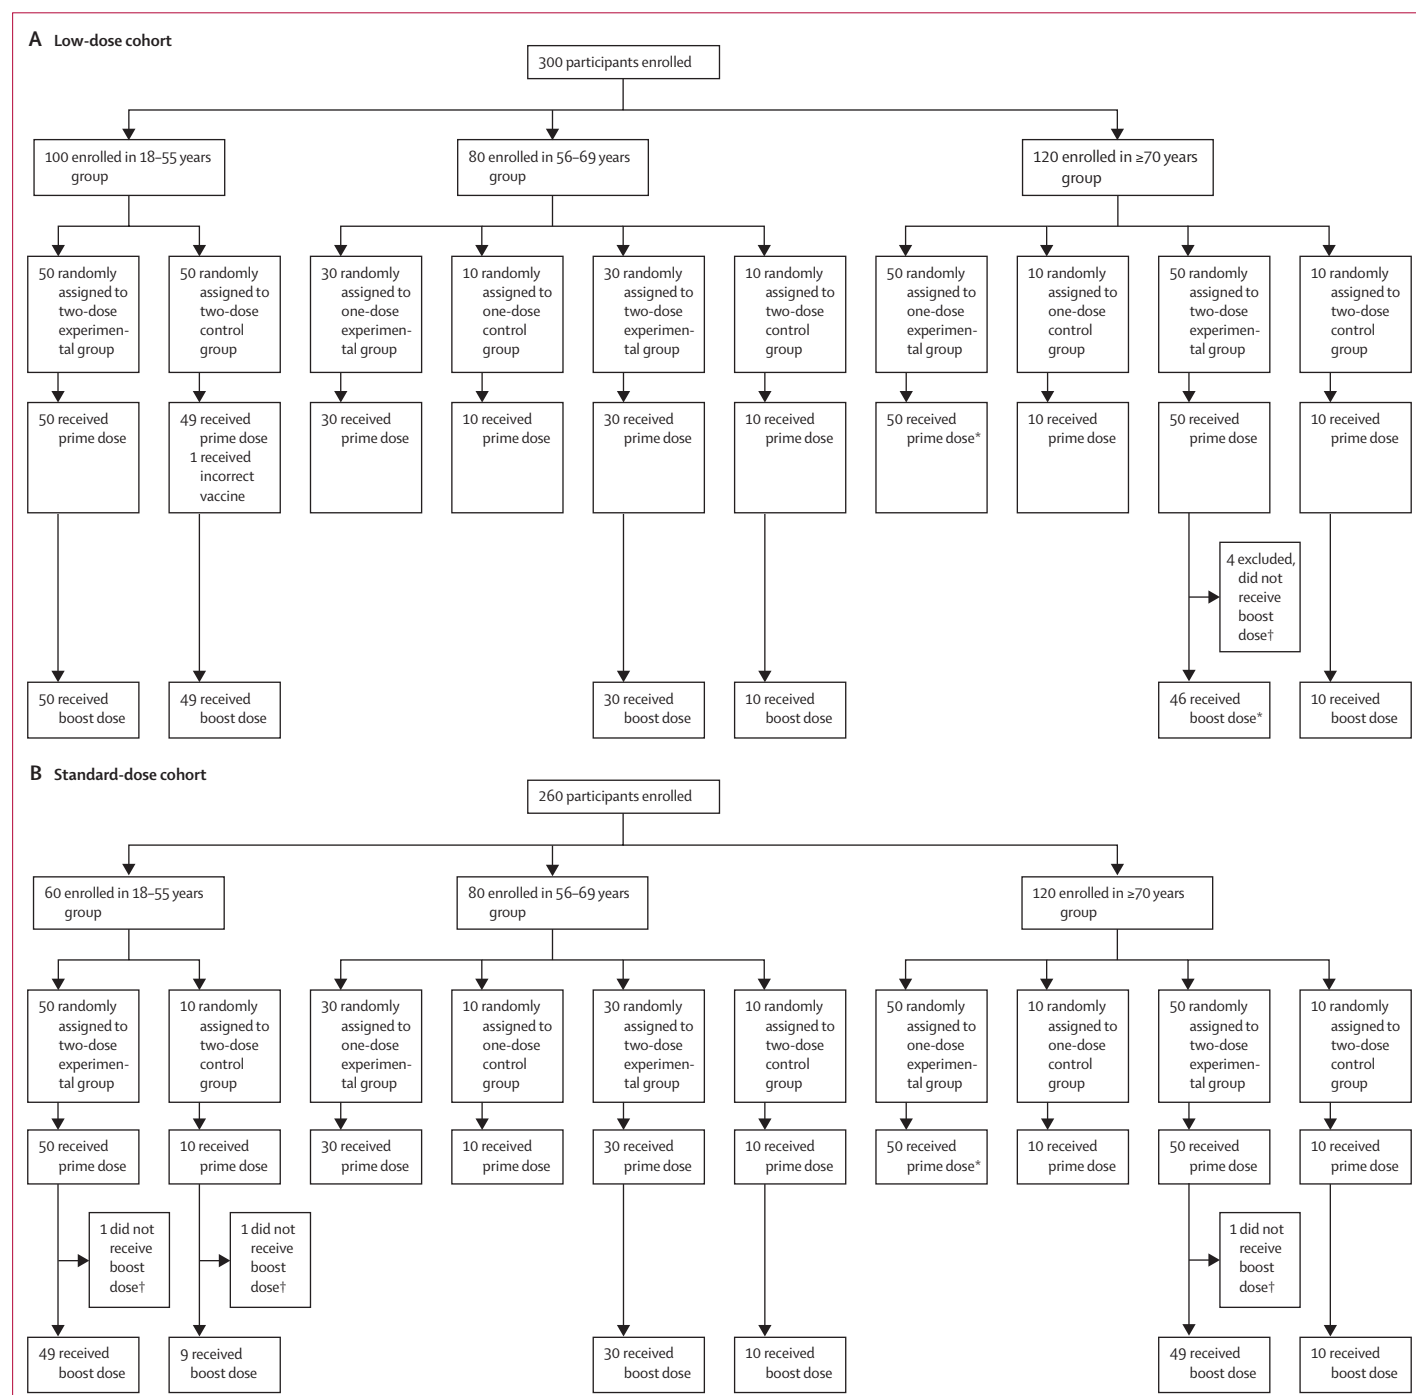 A Low-dose cohort
300 participants enrolled
100 enrolled in 18–55 years
group
80 enrolled in 56–69 years
group
120 enrolled in ≥70 years
group
50 randomly
assigned to
two-dose
experimen-
tal group
50 randomly
assigned to
two-dose
control
group
30 randomly
assigned to
one-dose
experimen-
tal group
10 randomly
assigned to
one-dose
control
group
30 randomly
assigned to
two-dose
experimen-
tal group
10 randomly
assigned to
two-dose
control
group
50 randomly
assigned to
one-dose
experimen-
tal group
10 randomly
assigned to
one-dose
control
group
50 randomly
assigned to
two-dose
experimen-
tal group
10 randomly
assigned to
two-dose
control
group
50 received
prime dose
49 received
prime dose
1 received
incorrect
vaccine
30 received
prime dose
10 received
prime dose
30 received
prime dose
10 received
prime dose
50 received
prime dose*
10 received
prime dose
50 received
prime dose
10 received
prime dose
4 excluded,
did not
receive
boost
dose†
50 received
boost dose
49 received
boost dose
30 received
boost dose
10 received
boost dose
46 received
boost dose*
10 received
boost dose
B Standard-dose cohort
260 participants enrolled
60 enrolled in 18–55 years
group
80 enrolled in 56–69 years
group
120 enrolled in ≥70 years
group
50 randomly
assigned to
two-dose
experimen-
tal group
10 randomly
assigned to
two-dose
control
group
30 randomly
assigned to
one-dose
experimen-
tal group
10 randomly
assigned to
one-dose
control
group
30 randomly
assigned to
two-dose
experimen-
tal group
10 randomly
assigned to
two-dose
control
group
50 randomly
assigned to
one-dose
experimen-
tal group
10 randomly
assigned to
one-dose
control
group
50 randomly
assigned to
two-dose
experimen-
tal group
10 randomly
assigned to
two-dose
control
group
50 received
prime dose
10 received
prime dose
30 received
prime dose
10 received
prime dose
30 received
prime dose
10 received
prime dose
50 received
prime dose*
10 received
prime dose
50 received
prime dose
10 received
prime dose
1 did not
receive
boost
dose†
1 did not
receive
boost
dose†
1 did not
receive
boost
dose†
49 received
boost dose
9 received
boost dose
30 received
boost dose
10 received
boost dose
49 received
boost dose
10 received
boost dose